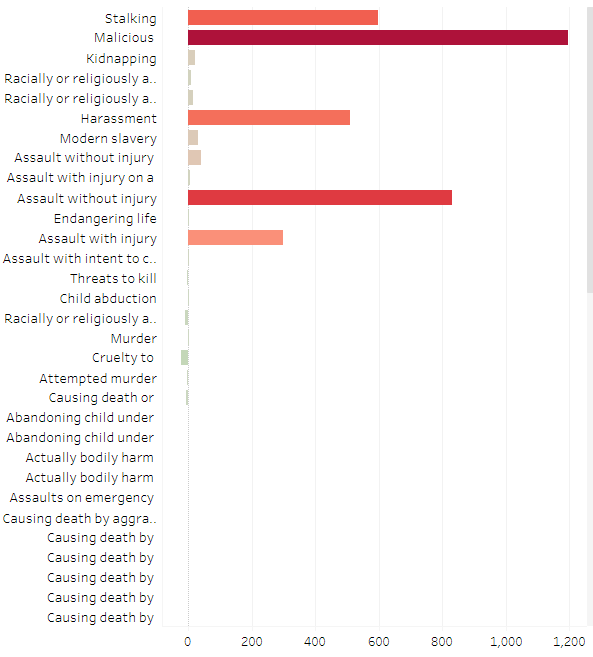 Stalking
Malicious
Kidnapping
Racially or religiously a..
Racially or religiously a..
Harassment
Modern slavery
Assault without injury
Assault with injury on a
Assault without injury
Endangering life
Assault with injury
Assault with intent to c..
Threats to kill
Child abduction
Racially or religiously a..
Murder
Cruelty to
Attempted murder
Causing death or
Abandoning child under
Abandoning child under
Actually bodily harm
Actually bodily harm
Assaults on emergency
Causing death by aggra..
Causing death by
Causing death by
Causing death by
Causing death by
Causing death by
0 200 400 600 800 1,000 1,200